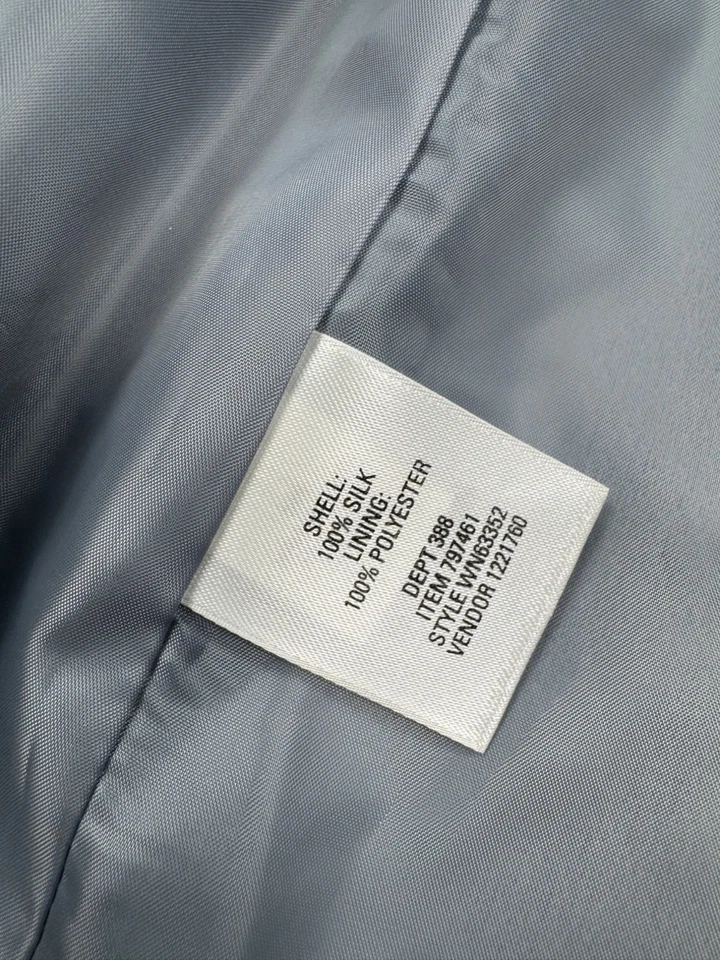 SHELL:
100% SILK
LINING:
100% POLYESTER
DEPT 388
ITEM 797461
STYLE WN63352
VENDOR 1221760